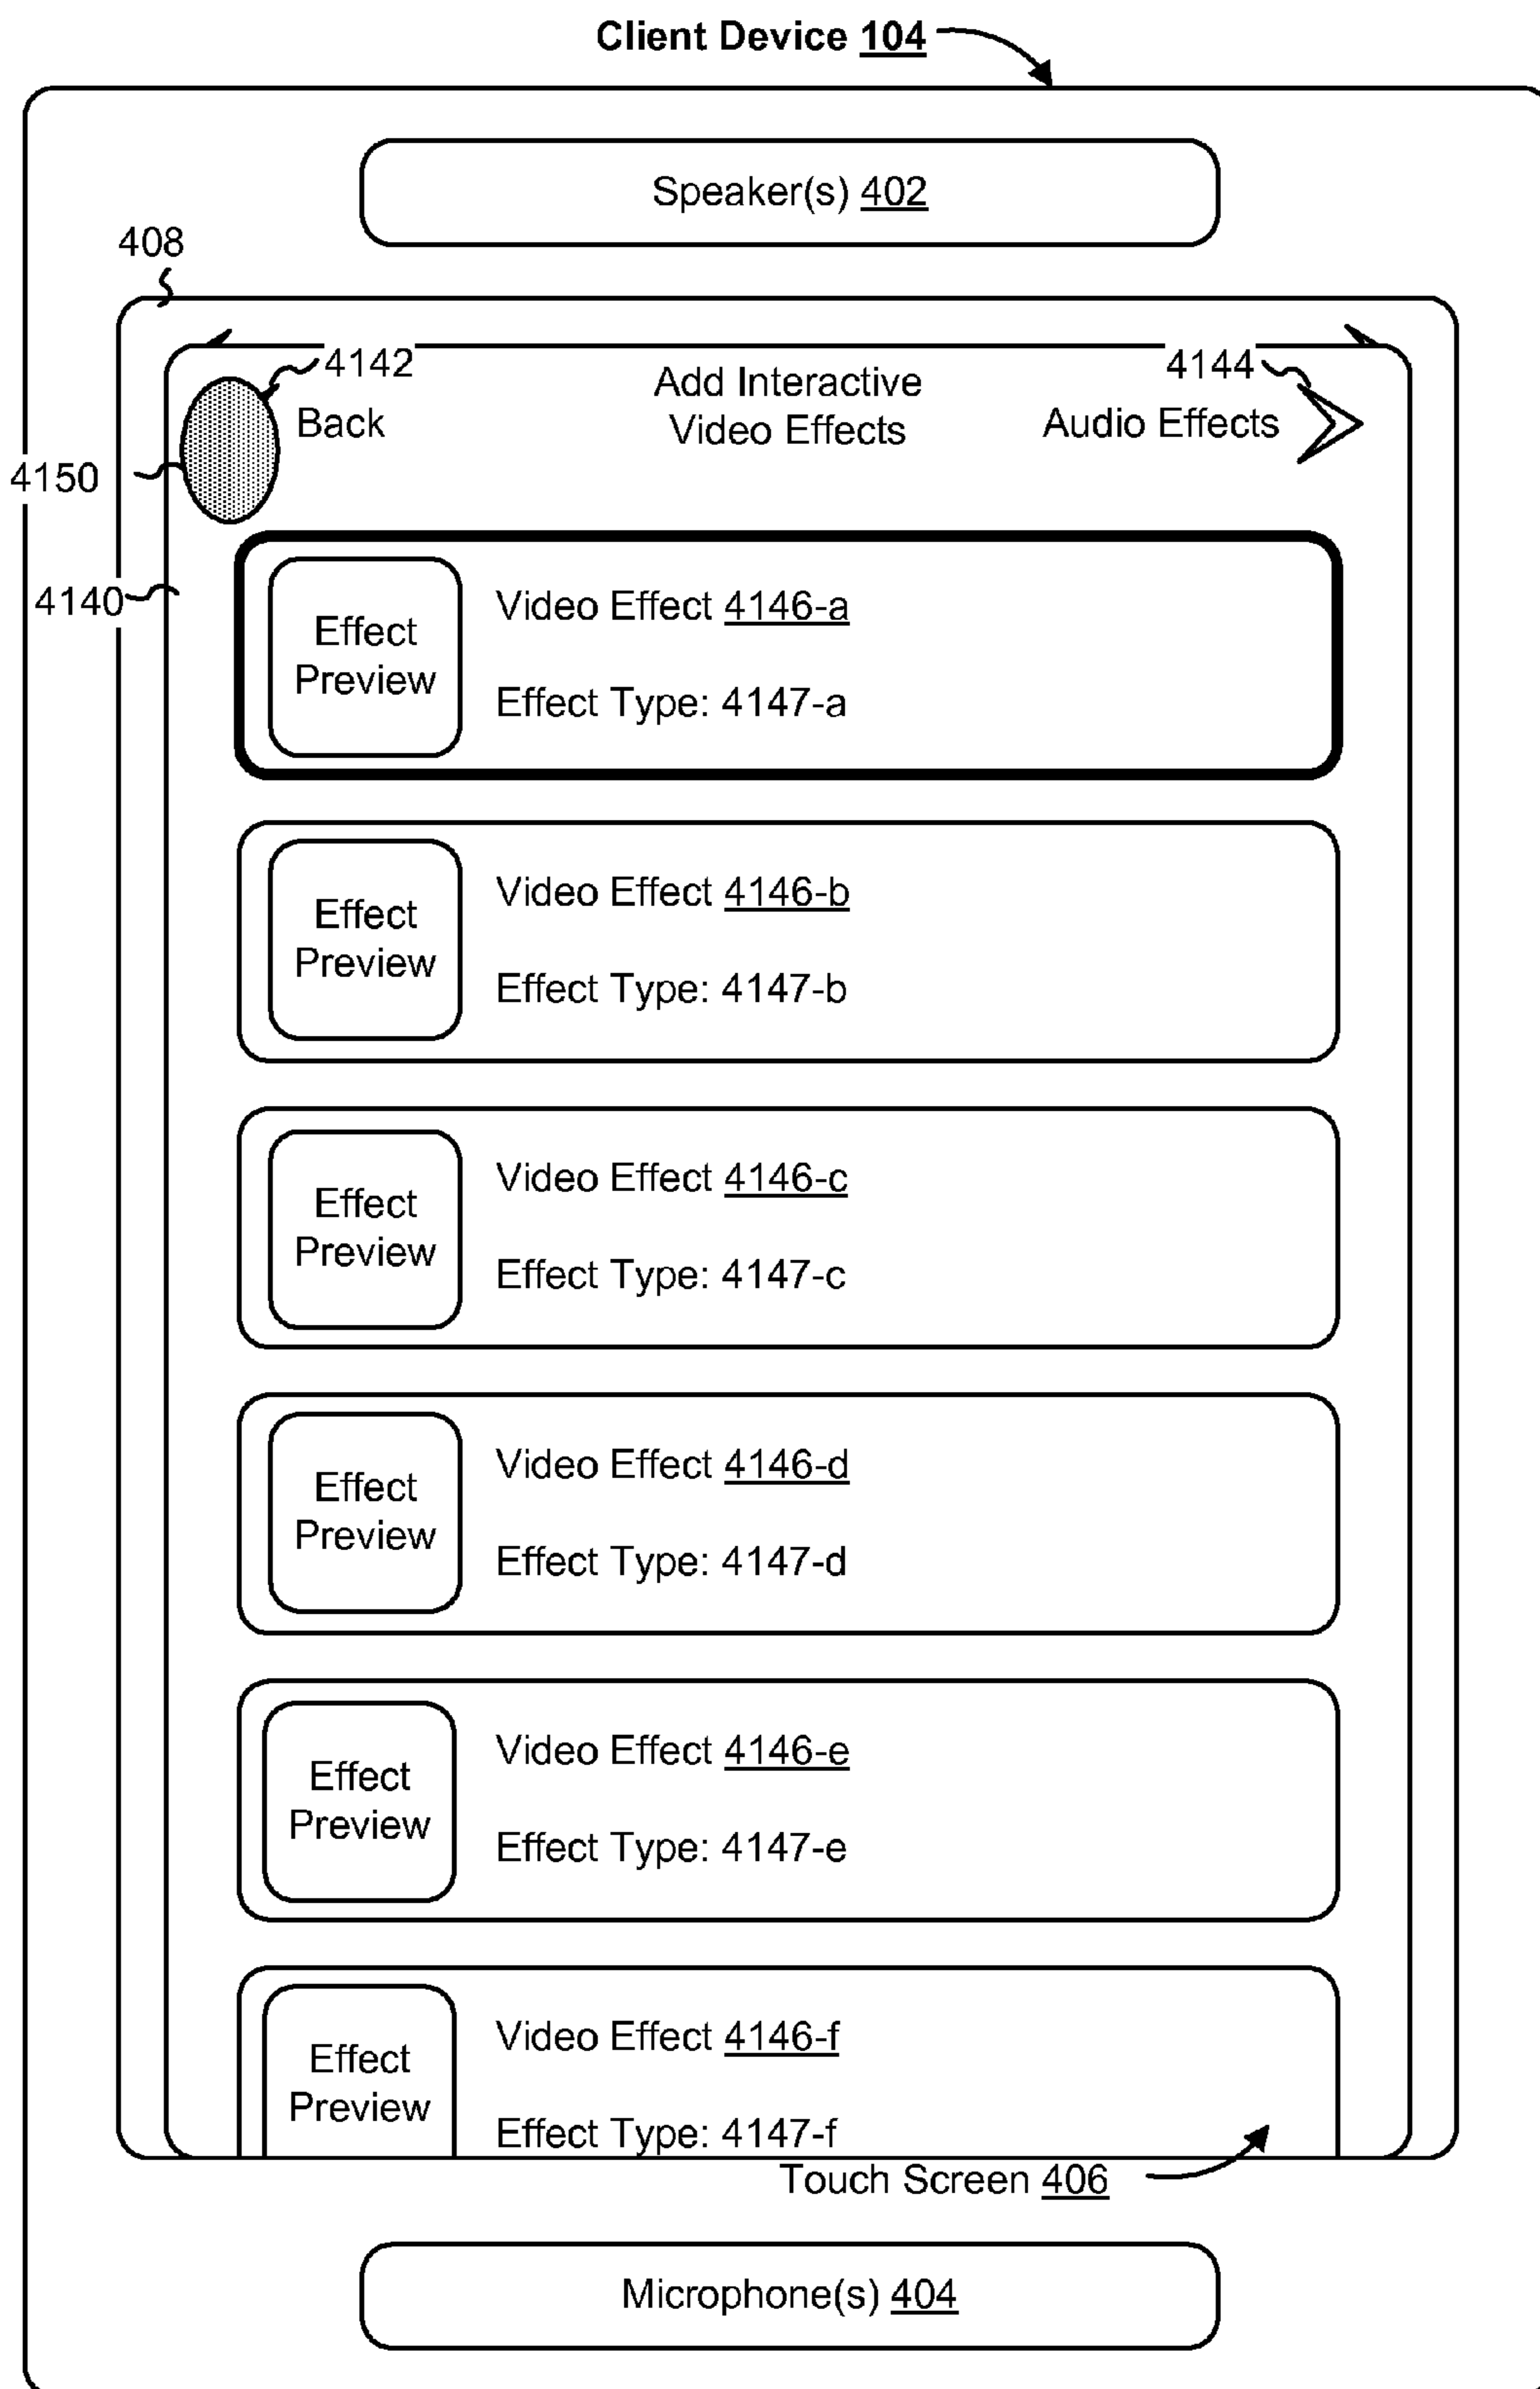 Client Device 104
Speaker(s) 402
408
4142
4144
Add Interactive
Video Effects
Back
Audio Effects
4150
4140
Effect
Preview
Video Effect 4146-a
Effect Type: 4147-a
Effect
Preview
Video Effect 4146-b
Effect Type: 4147-b
Effect
Preview
Video Effect 4146-c
Effect Type: 4147-c
Effect
Preview
Video Effect 4146-d
Effect Type: 4147-d
Effect
Preview
Video Effect 4146-e
Effect Type: 4147-e
Effect
Preview
Video Effect 4146-f
Effect Type: 4147-f
Touch Screen 406
Microphone(s) 404